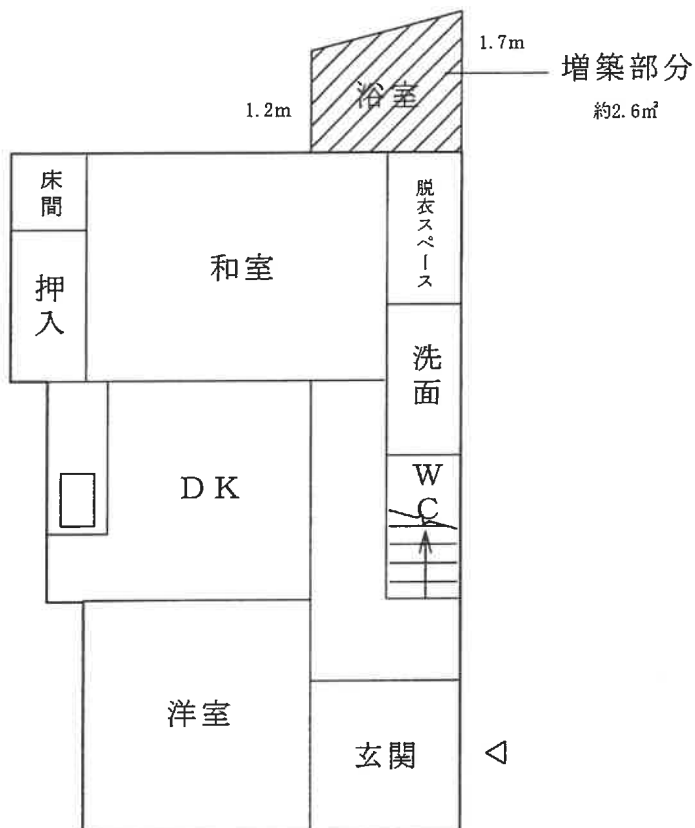 1.7m
増築部分
約2.6㎡
浴室
1.2m
床間
脱衣スペース
和室
押入
洗面
DK
WC
洋室
玄関